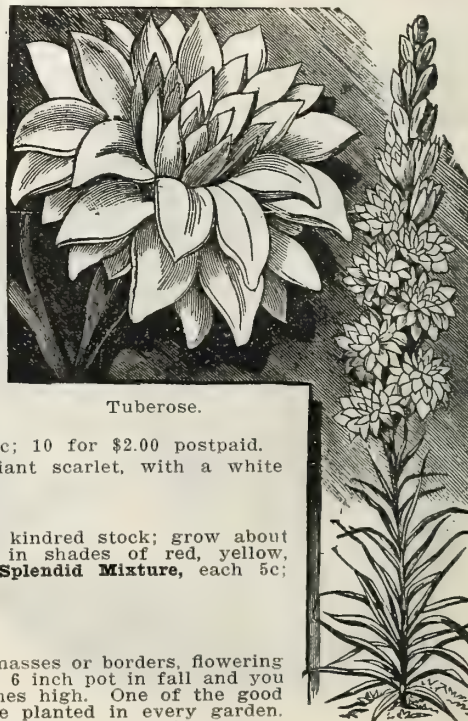 Tuberose.
c; 10 for $2.00 postpaid.
iant scarlet, with a white
kindred stock; grow about
in shades of red, yellow,
Splendid Mixture, each 5c;
masses or borders, flowering
6 inch pot in fall and you
nes high. One of the good
e planted in every garden.